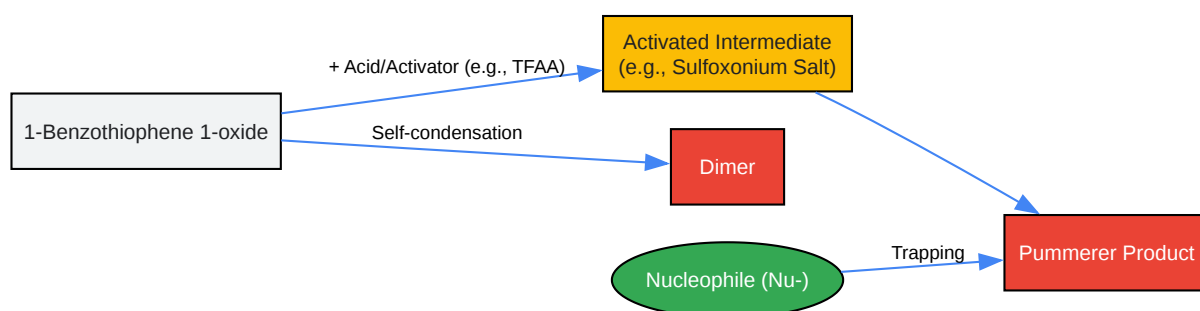 Activated Intermediate
(e.g., Sulfoxonium Salt)
+ Acid/Activator (e.g., TFAA)
1-Benzothiophene 1-oxide
Self-condensation
Dimer
Nucleophile (Nu-)
Trapping
Pummerer Product